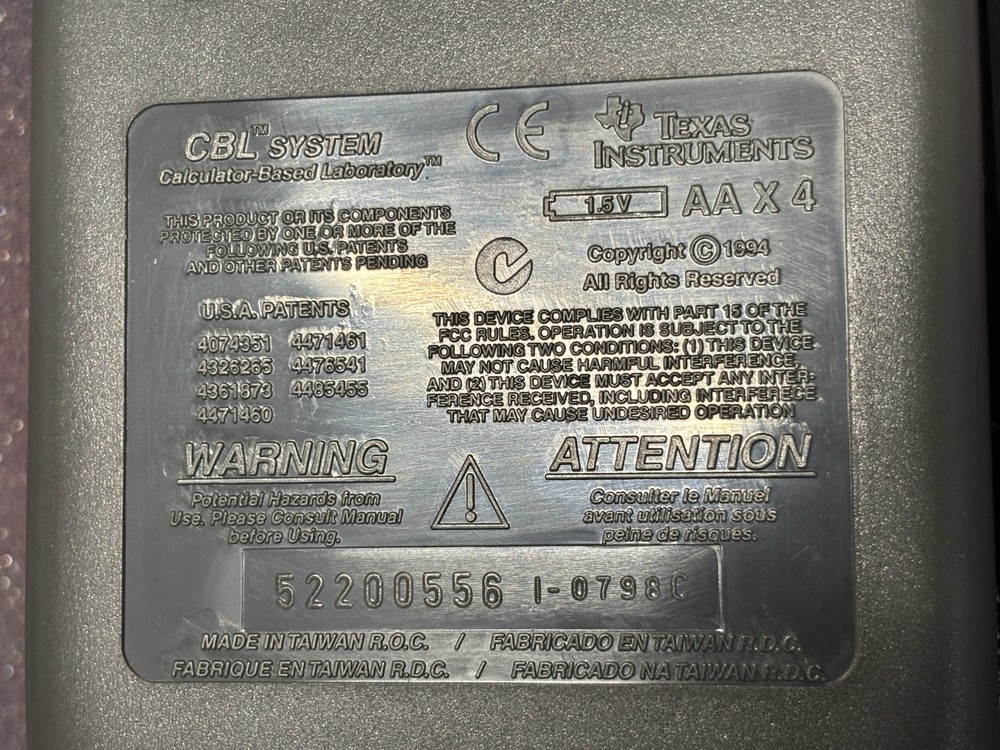 CBL™ SYSTEM
Calculator-Based Laboratory™
CE
TEXAS
INSTRUMENTS
1.5V AA X 4
THIS PRODUCT OR ITS COMPONENTS
PROTECTED BY ONE OR MORE OF THE
FOLLOWING U.S. PATENTS
AND OTHER PATENTS PENDING
Copyright © 1994
All Rights Reserved
U.S.A. PATENTS
4074351 4471461
4326265 4476541
4361873 4485455
4471460
THIS DEVICE COMPLIES WITH PART 15 OF THE
FCC RULES. OPERATION IS SUBJECT TO THE
FOLLOWING TWO CONDITIONS: (1) THIS DEVICE
MAY NOT CAUSE HARMFUL INTERFERENCE,
AND (2) THIS DEVICE MUST ACCEPT ANY INTER-
FERENCE RECEIVED, INCLUDING INTERFERECE
THAT MAY CAUSE UNDESIRED OPERATION
WARNING
Potential Hazards from
Use. Please Consult Manual
before Using.
ATTENTION
Consulter le Manuel
avant utilisation sous
peine de risques.
52200556 I-0798C
MADE IN TAIWAN R.O.C. / FABRICADO EN TAIWAN R.D.C.
FABRIQUE EN TAIWAN R.D.C. / FABRICADO NA TAIWAN R.D.C.